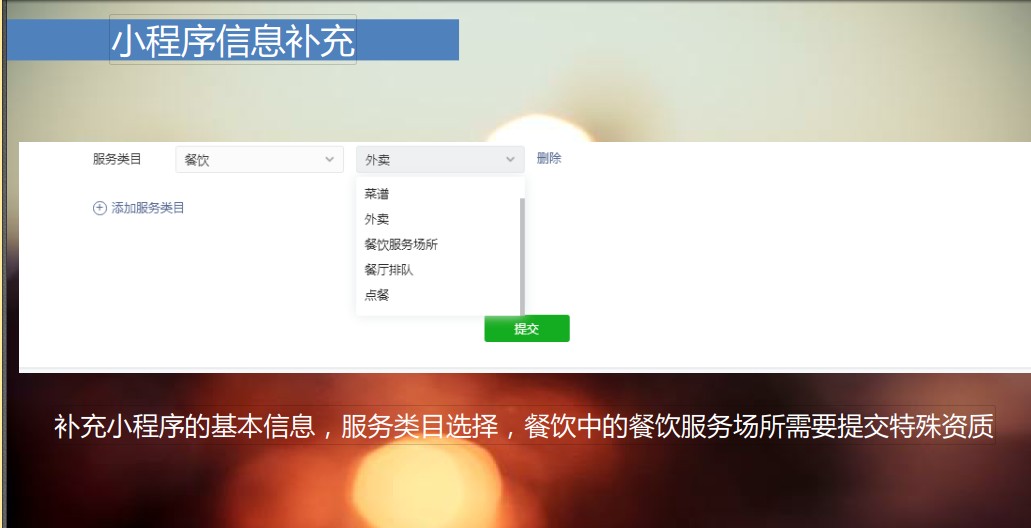 小程序信息补充
服务类目 餐饮 外卖 删除
菜谱
添加服务类目
外卖
餐饮服务场所
餐厅排队
点餐
提交
补充小程序的基本信息，服务类目选择，餐饮中的餐饮服务场所需要提交特殊资质